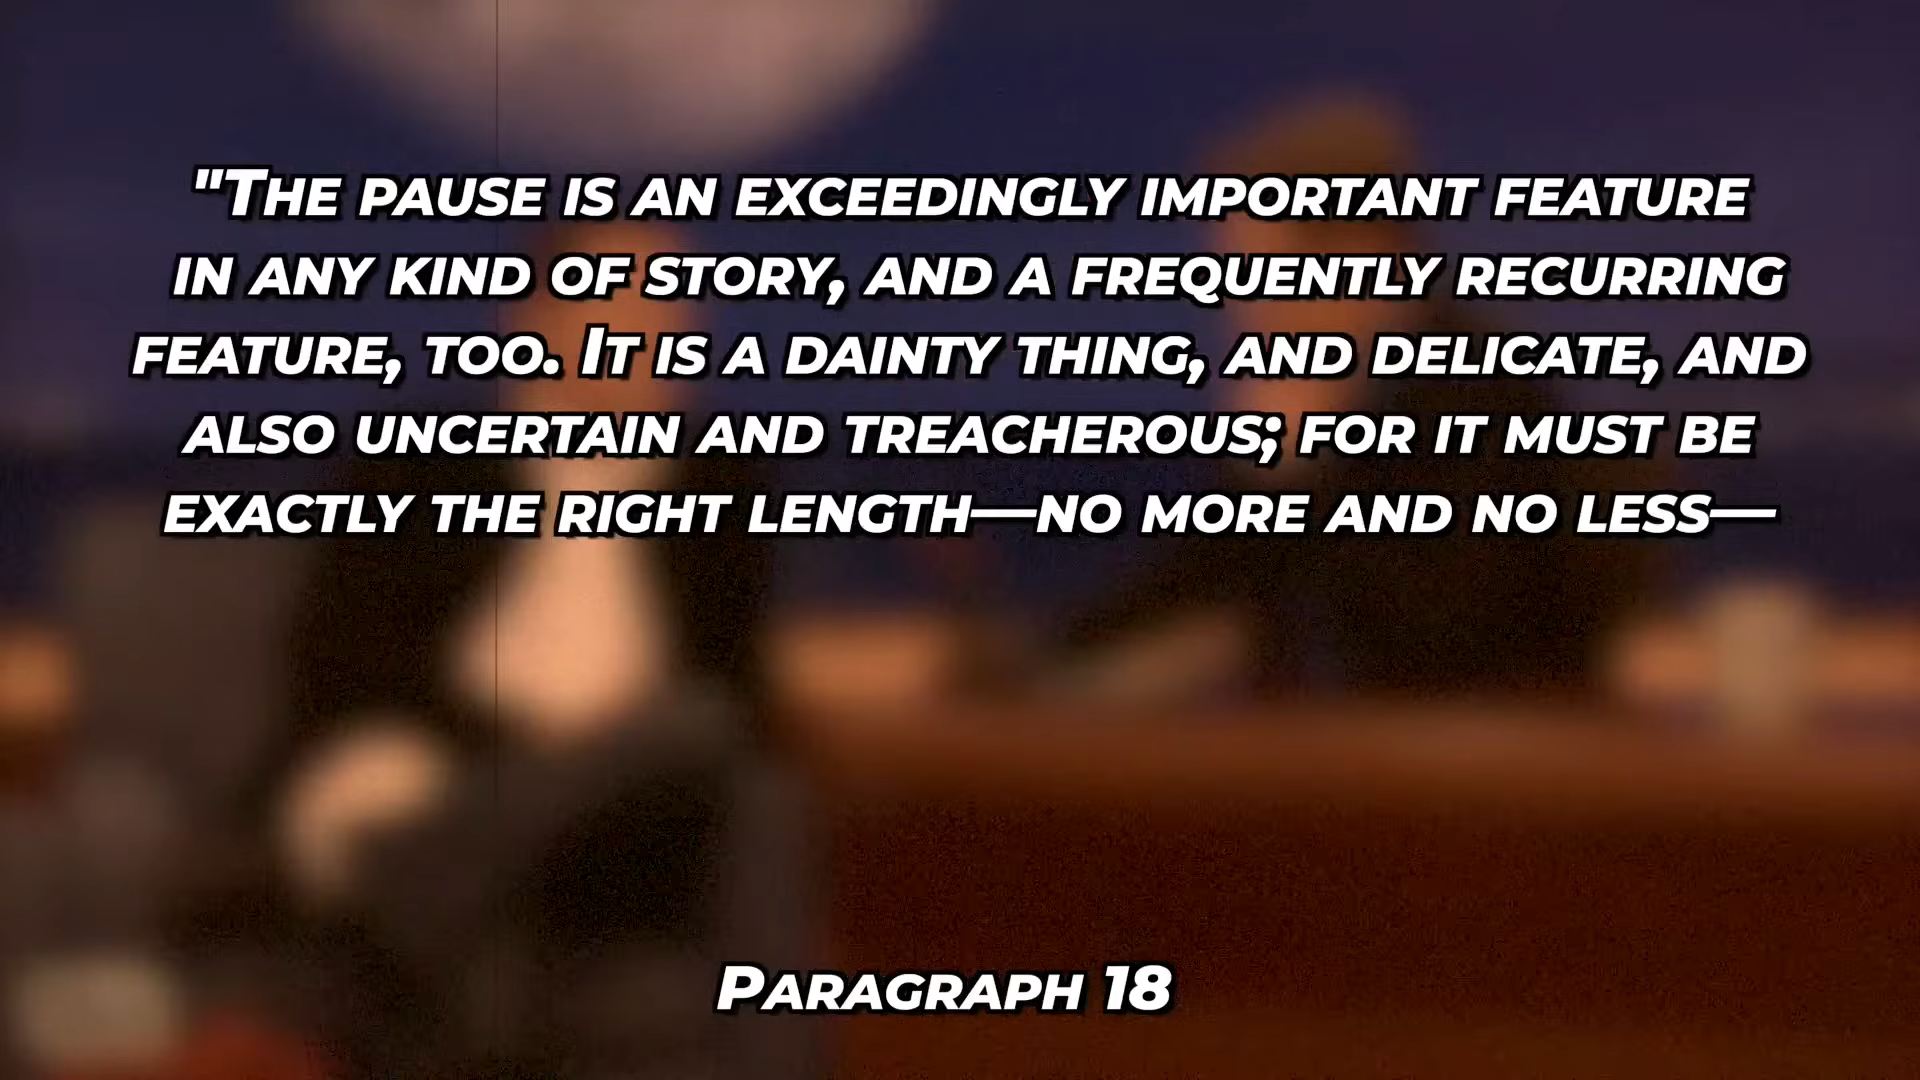 "The pause is an exceedingly important feature
in any kind of story, and a frequently recurring
feature, too. It is a dainty thing, and delicate, and
also uncertain and treacherous; for it must be
exactly the right length—no more and no less—
Paragraph 18